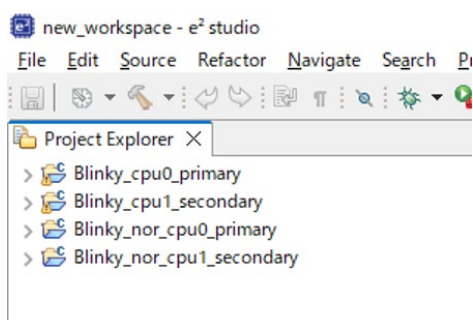 new_workspace - e² studio
File Edit Source Refactor Navigate Search
Project Explorer
Blinky_cpu0_primary
Blinky_cpu1_secondary
Blinky_nor_cpu0_primary
Blinky_nor_cpu1_secondary